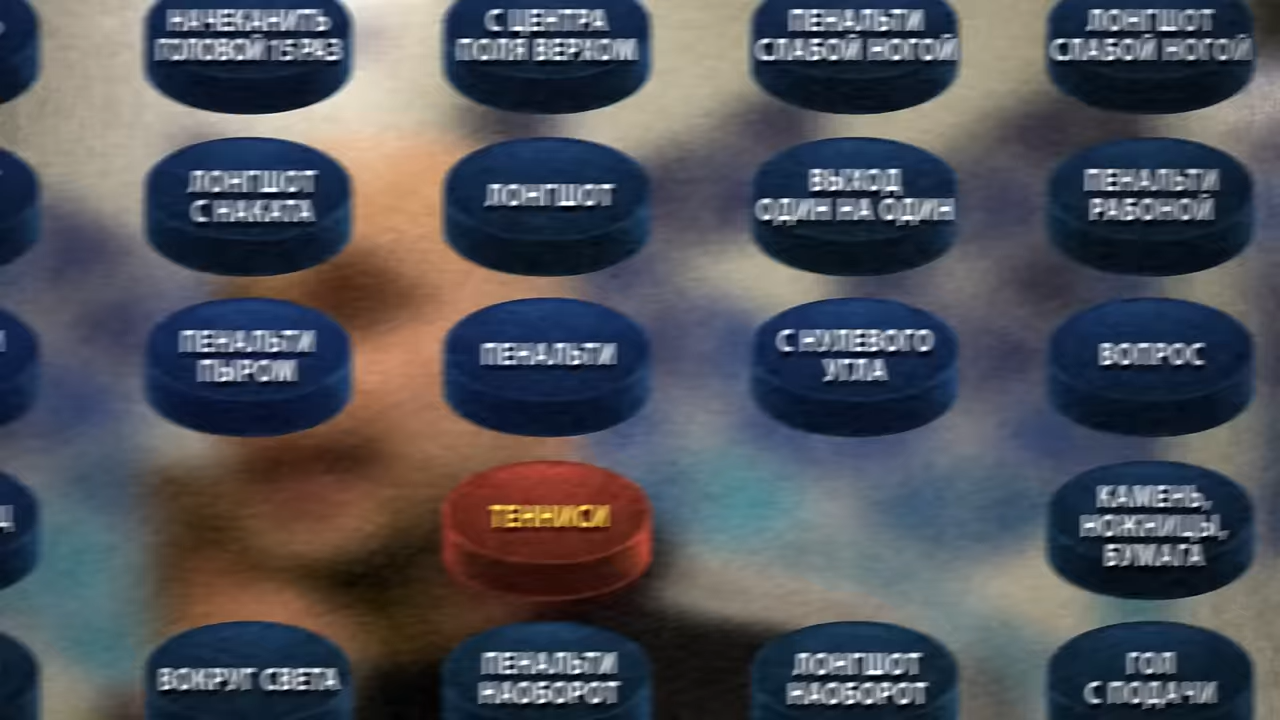 НАЧЕКАНИТЬ
ГОЛОВОЙ 15 РАЗ
С ЦЕНТРА
ПОЛЯ ВЕРХОМ
ПЕНАЛЬТИ
СЛАБОЙ НОГОЙ
ЛОНГШОТ
СЛАБОЙ НОГОЙ
ЛОНГШОТ
С НАКАТА
ЛОНГШОТ
ВЫХОД
ОДИН НА ОДИН
ПЕНАЛЬТИ
РАБОНОЙ
ПЕНАЛЬТИ
ПЫРОМ
ПЕНАЛЬТИ
С НУЛЕВОГО
УГЛА
ВОПРОС
ТЕННИСИ
КАМЕНЬ,
НОЖНИЦЫ,
БУМАГА
ВОКРУГ СВЕТА
ПЕНАЛЬТИ
НАОБОРОТ
ЛОНГШОТ
НАОБОРОТ
ГОЛ
С ПОДАЧИ